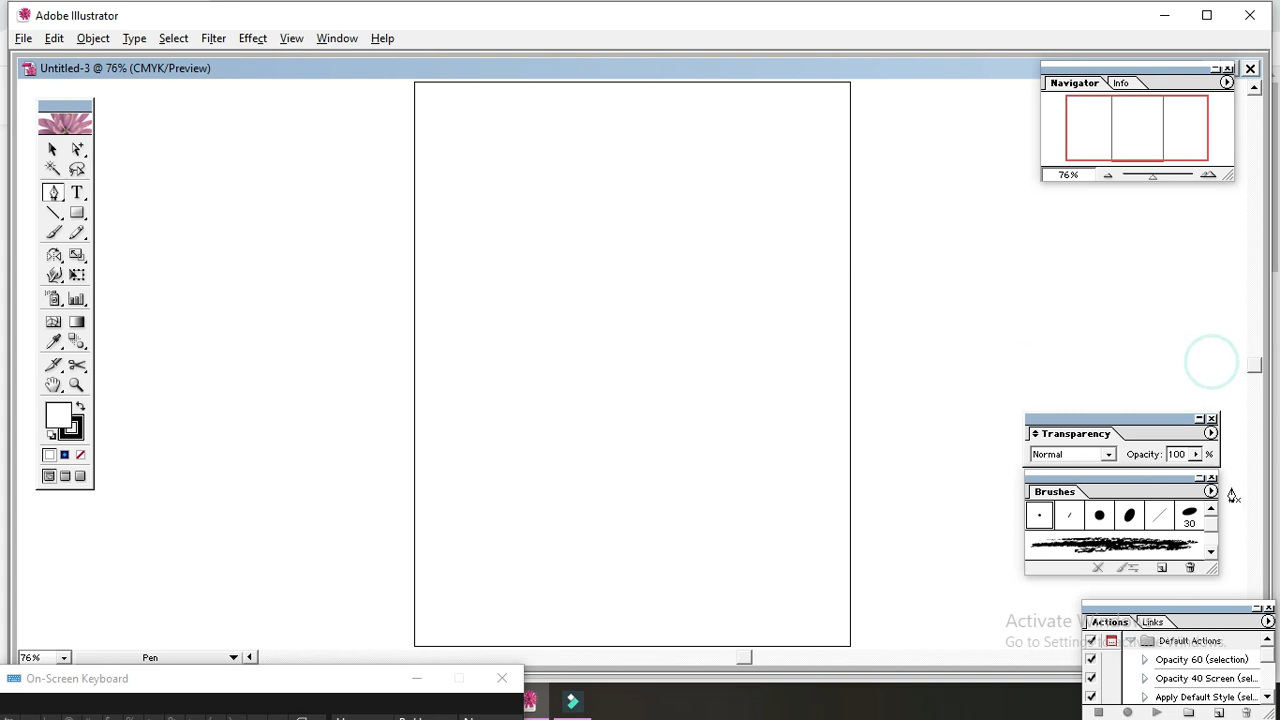 Adobe Illustrator
File Edit Object Type Select Filter Effect View Window Help
Untitled-3 @ 76% (CMYK/Preview)
Navigator Info
76%
T
Transparency
Normal Opacity: 100 %
Brushes
30
Activate
Go to Settings
Actions Links
Default Actions
Opacity 60 (selection)
Opacity 40 Screen (sel...
Apply Default Style (sel...
76% Pen
On-Screen Keyboard